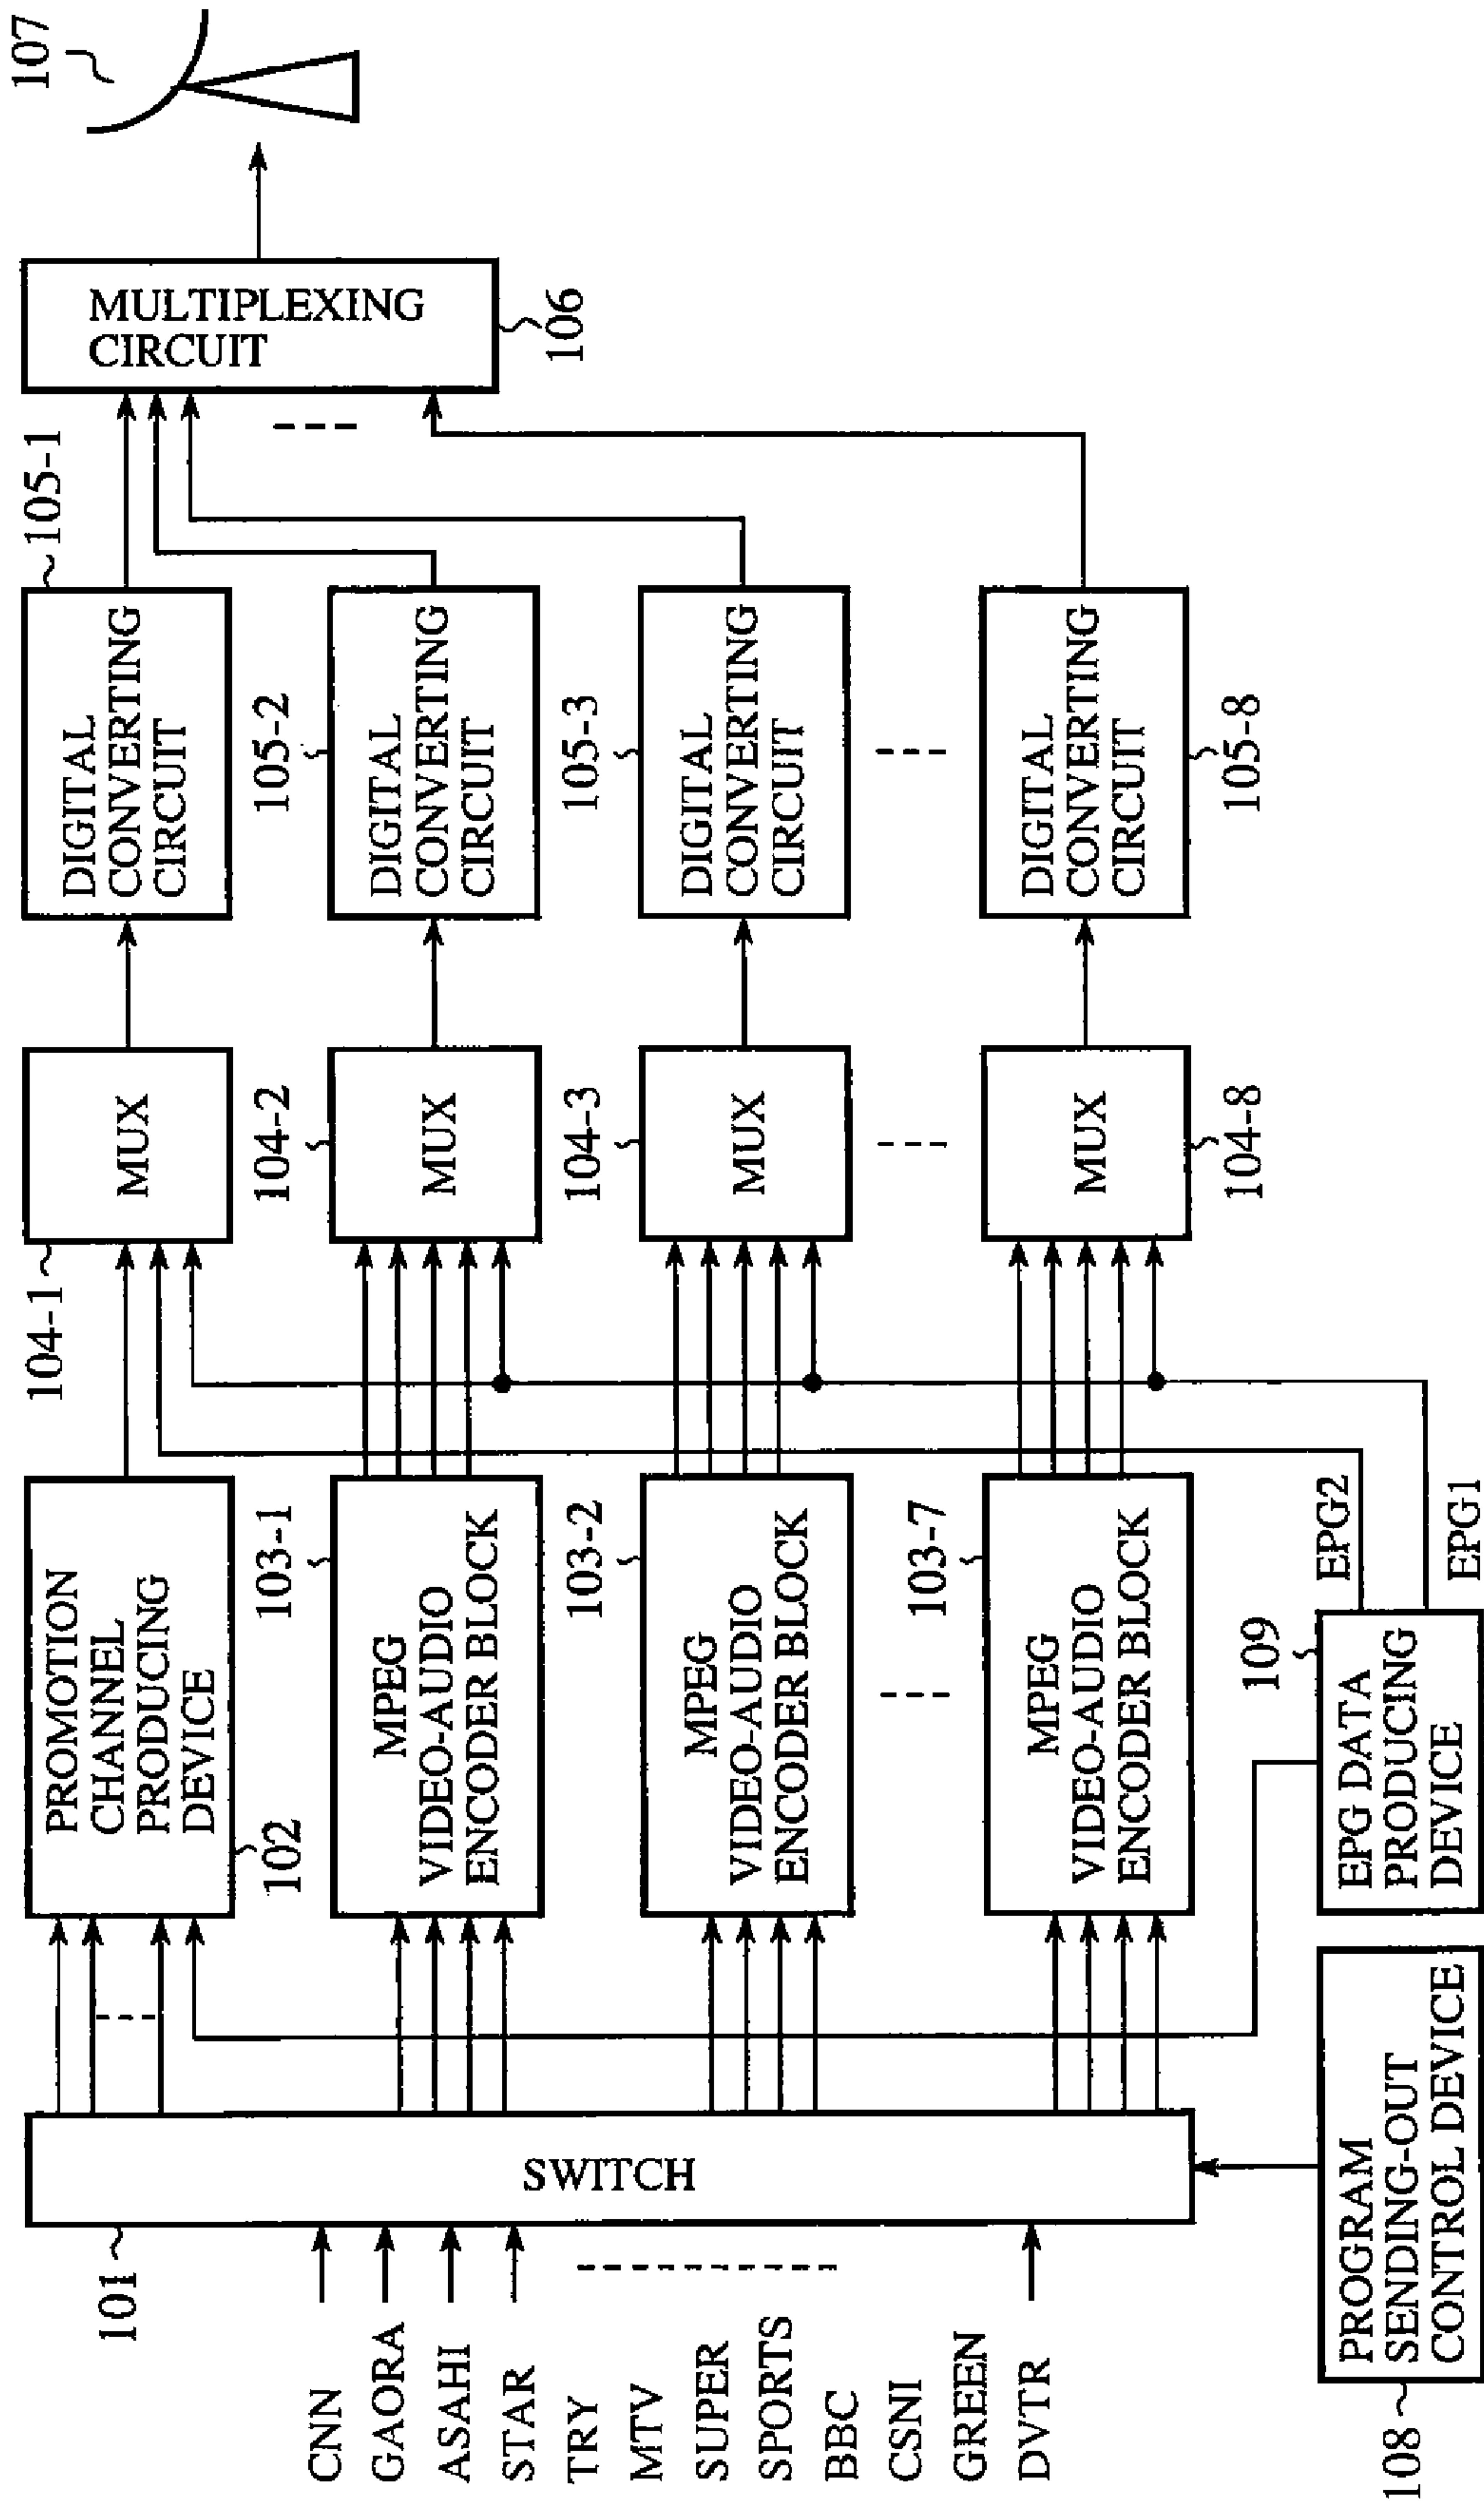 CNN
GAORA
ASAHI
STAR
TRY
MTV
SUPER
SPORTS
BBC
CSNI
GREEN
DVTR
101
SWITCH
108
PROGRAM
SENDING-OUT
CONTROL DEVICE
PROMOTION
CHANNEL
PRODUCING
DEVICE
102
103-1
MPEG
VIDEO-AUDIO
ENCODER BLOCK
103-2
MPEG
VIDEO-AUDIO
ENCODER BLOCK
103-7
MPEG
VIDEO-AUDIO
ENCODER BLOCK
109
EPG DATA
PRODUCING
DEVICE
EPG2
EPG1
104-1
MUX
104-2
MUX
104-3
MUX
MUX
104-8
105-1
DIGITAL
CONVERTING
CIRCUIT
105-2
DIGITAL
CONVERTING
CIRCUIT
105-3
DIGITAL
CONVERTING
CIRCUIT
DIGITAL
CONVERTING
CIRCUIT
105-8
MULTIPLEXING
CIRCUIT
106
107